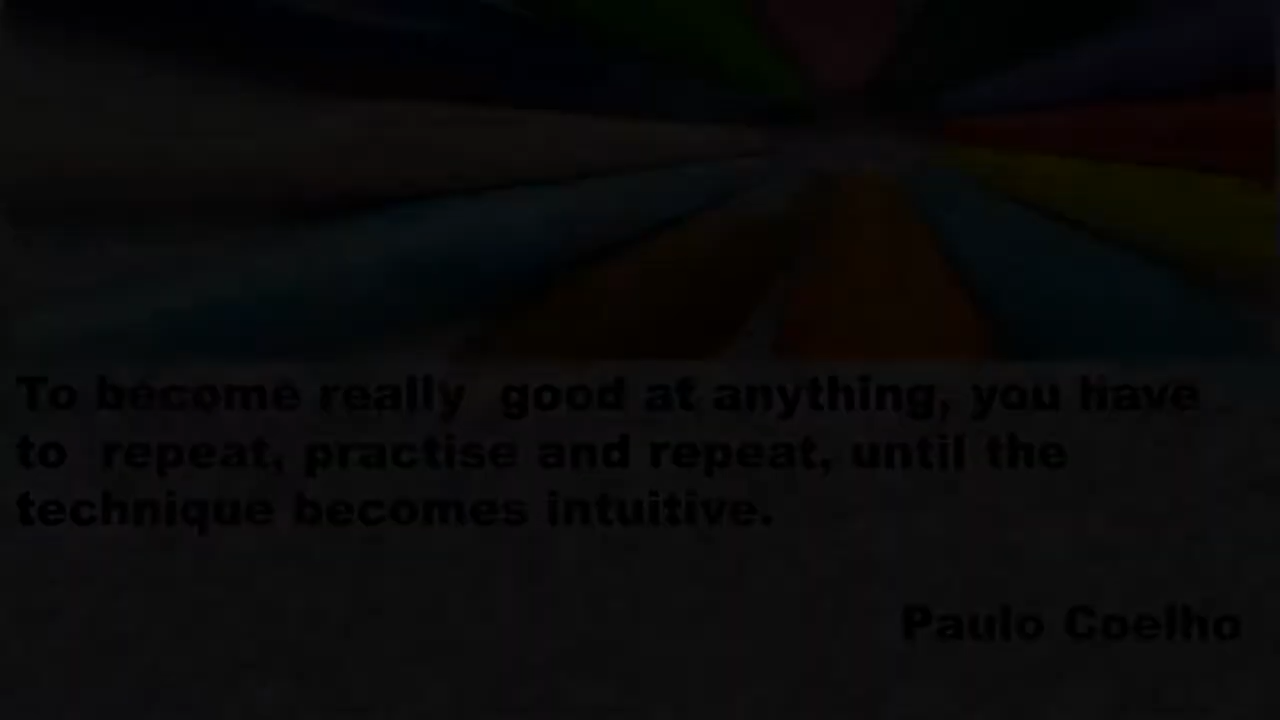 To become really  good at anything, you have
to  repeat, practise and repeat, until the
technique becomes intuitive.
Paulo Coelho